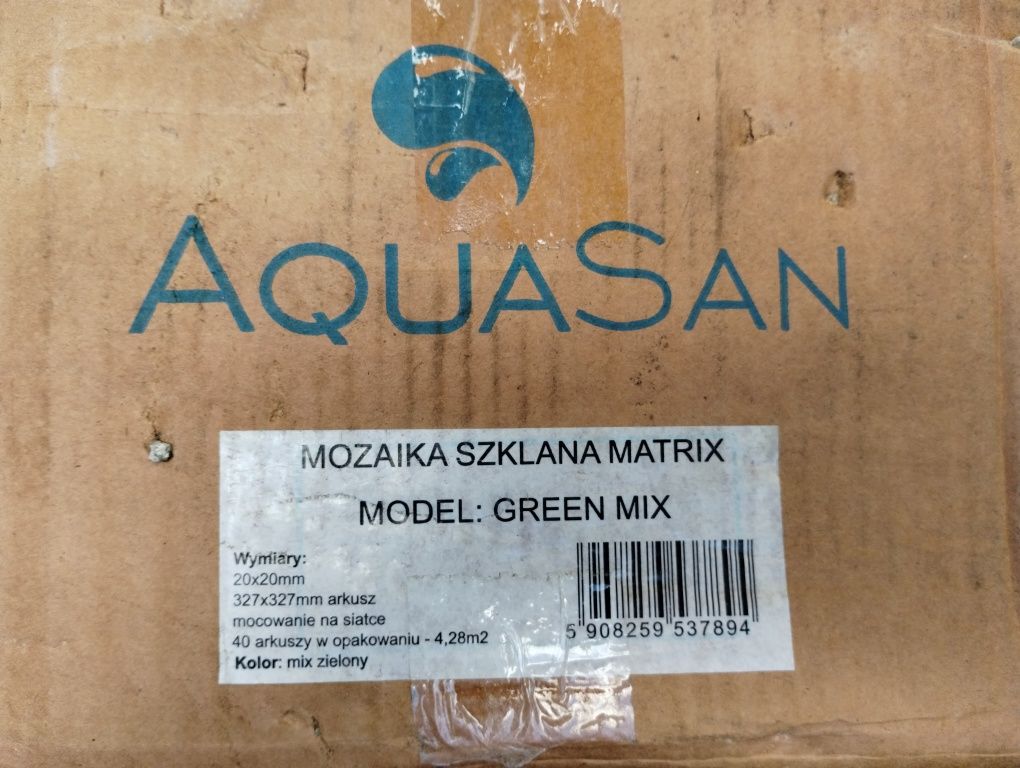 AQUASAN
MOZAIKA SZKLANA MATRIX
MODEL: GREEN MIX
Wymiary:
20x20mm
327x327mm arkusz
mocowanie na siatce
40 arkuszy w opakowaniu - 4,28m2
Kolor: mix zielony
5 908259 537894